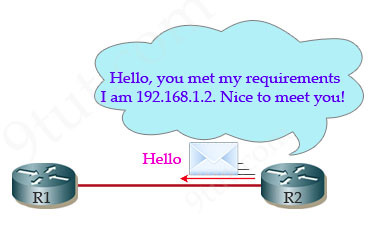 Hello, you met my requirements
I am 192.168.1.2. Nice to meet you!
Hello
R1
R2